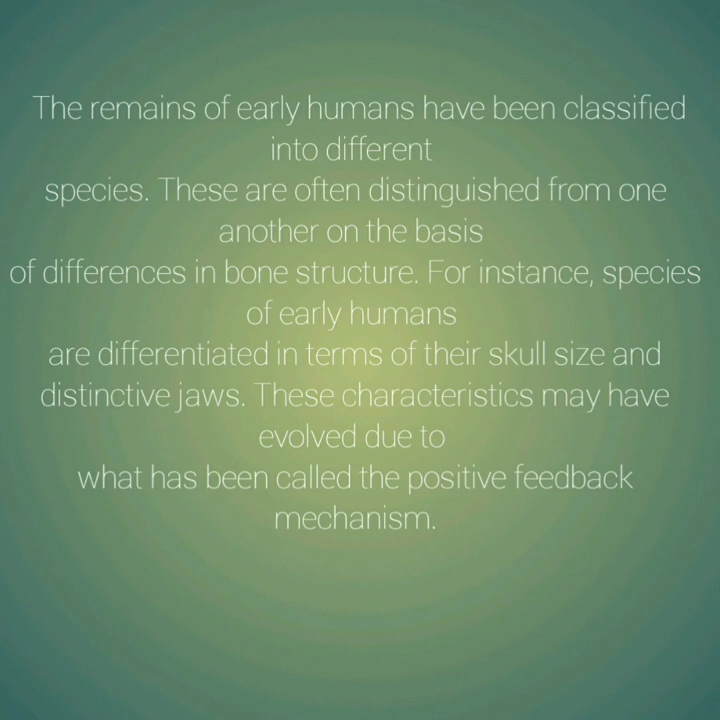 The remains of early humans have been classified
into different
species. These are often distinguished from one
another on the basis
of differences in bone structure. For instance, species
of early humans
are differentiated in terms of their skull size and
distinctive jaws. These characteristics may have
evolved due to
what has been called the positive feedback
mechanism.